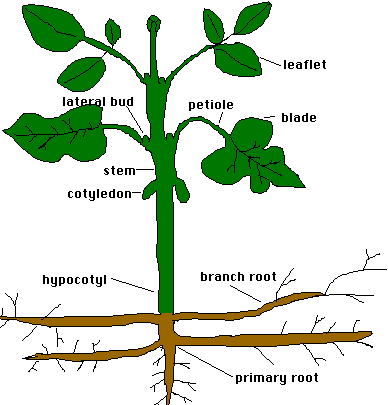 leaflet
lateral bud
petiole
blade
stem
cotyledon
hypocotyl
branch root
primary root